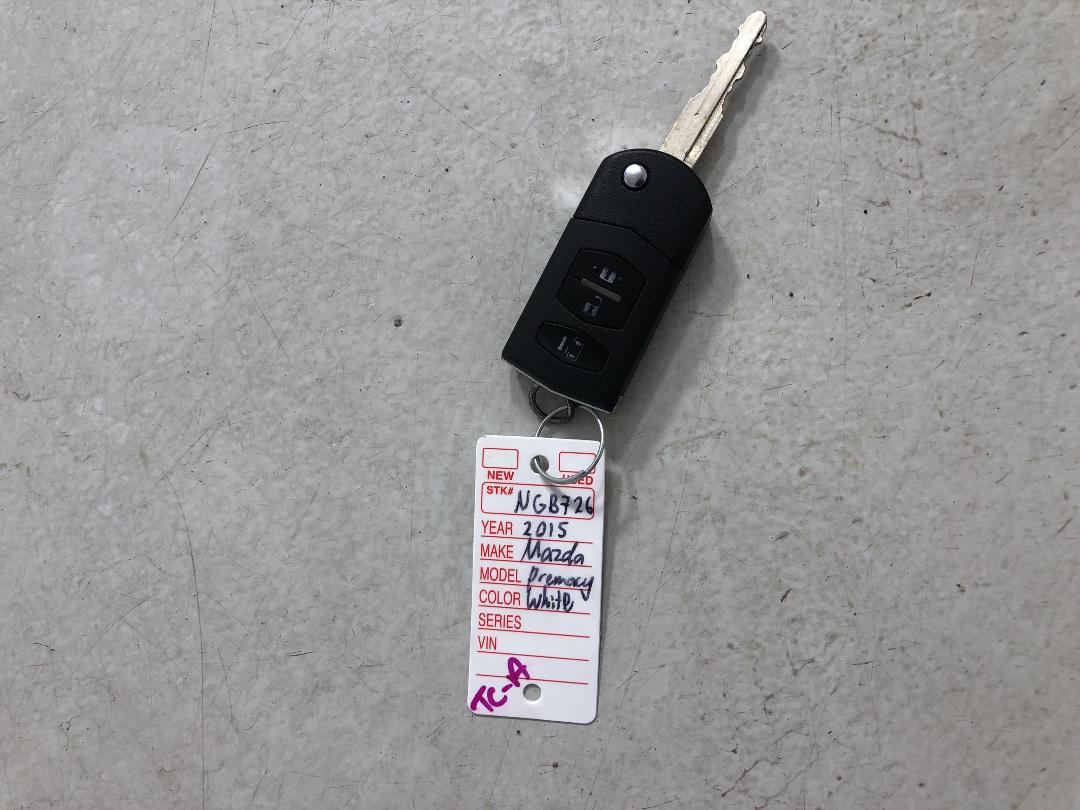 NEW USED
STK# NGB726
YEAR 2015
MAKE Mazda
MODEL Premacy
COLOR White
SERIES
VIN
TC-A